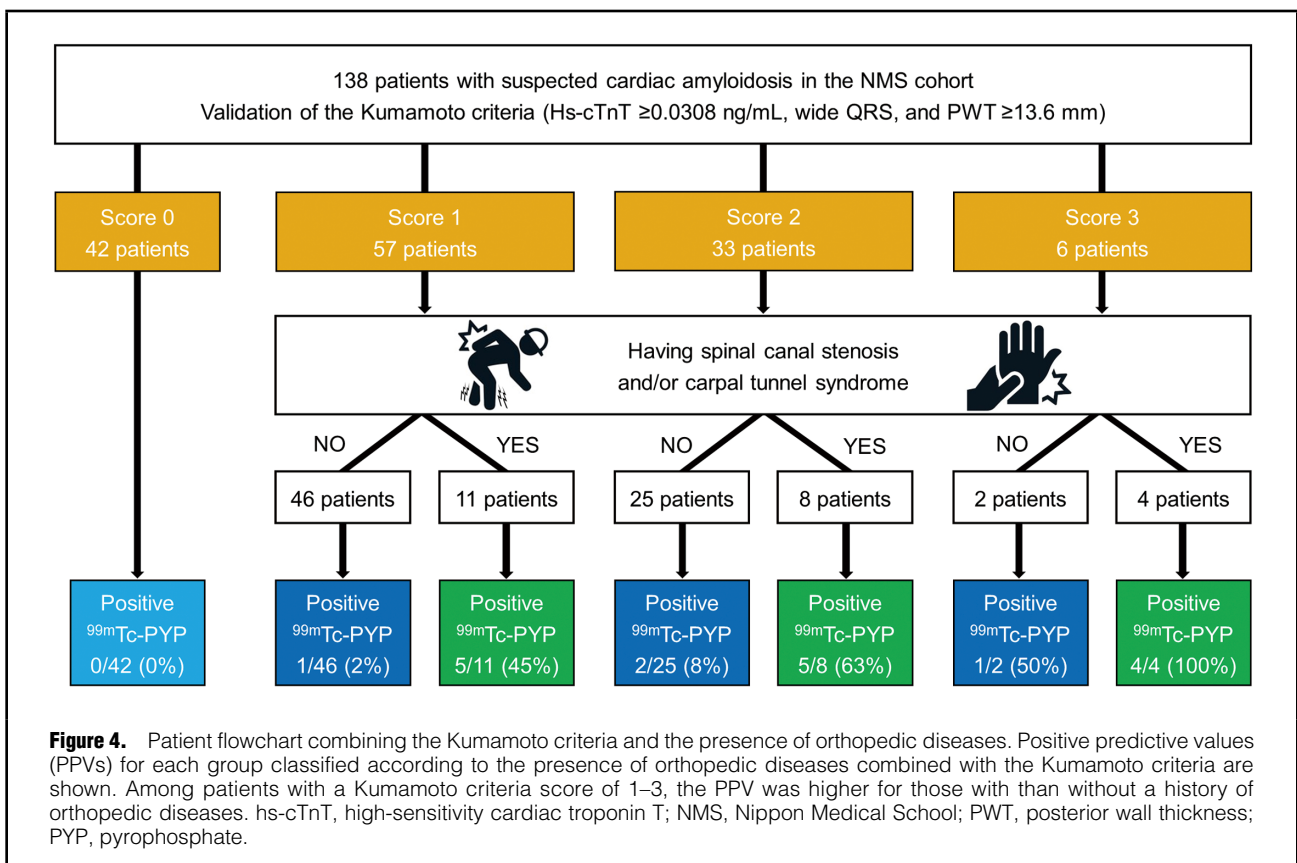 138 patients with suspected cardiac amyloidosis in the NMS cohort
Validation of the Kumamoto criteria (Hs-cTnT ≥0.0308 ng/mL, wide QRS, and PWT ≥13.6 mm)
Score 0
42 patients
Score 1
57 patients
Score 2
33 patients
Score 3
6 patients
Having spinal canal stenosis
and/or carpal tunnel syndrome
NO
YES
NO
YES
NO
YES
46 patients
11 patients
25 patients
8 patients
2 patients
4 patients
Positive
⁹⁹ᵐTc-PYP
0/42 (0%)
Positive
⁹⁹ᵐTc-PYP
1/46 (2%)
Positive
⁹⁹ᵐTc-PYP
5/11 (45%)
Positive
⁹⁹ᵐTc-PYP
2/25 (8%)
Positive
⁹⁹ᵐTc-PYP
5/8 (63%)
Positive
⁹⁹ᵐTc-PYP
1/2 (50%)
Positive
⁹⁹ᵐTc-PYP
4/4 (100%)
Figure 4. Patient flowchart combining the Kumamoto criteria and the presence of orthopedic diseases. Positive predictive values
(PPVs) for each group classified according to the presence of orthopedic diseases combined with the Kumamoto criteria are
shown. Among patients with a Kumamoto criteria score of 1–3, the PPV was higher for those with than without a history of
orthopedic diseases. hs-cTnT, high-sensitivity cardiac troponin T; NMS, Nippon Medical School; PWT, posterior wall thickness;
PYP, pyrophosphate.